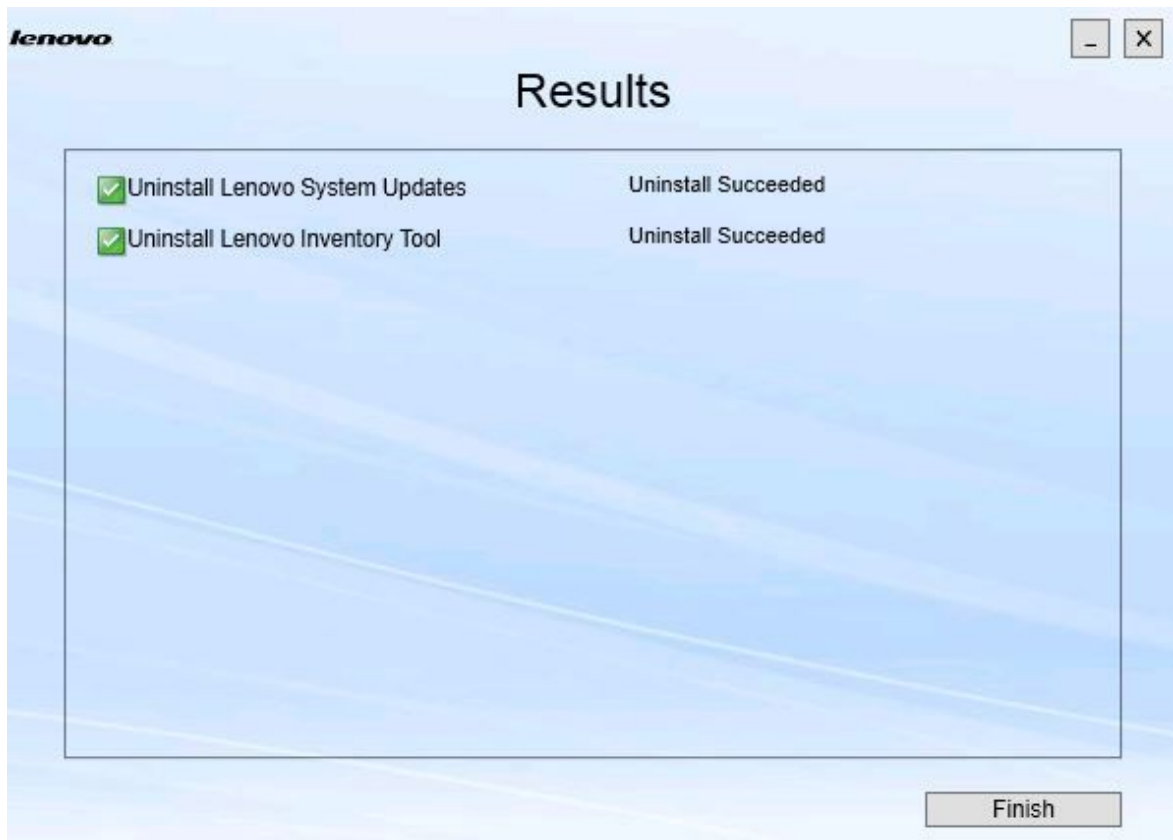 lenovo
Results
Uninstall Lenovo System Updates Uninstall Succeeded
Uninstall Lenovo Inventory Tool Uninstall Succeeded
Finish